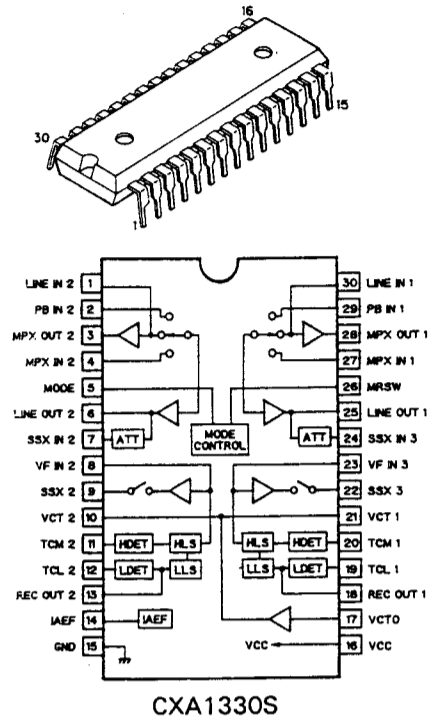 16
30
15
1
LINE IN 2 1 30 LINE IN 1
PB IN 2 2 29 PB IN 1
MPX OUT 2 3 28 MPX OUT 1
MPX IN 2 4 27 MPX IN 1
MODE 5 26 MRSW
LINE OUT 2 6 25 LINE OUT 1
MODE CONTROL
SSX IN 2 7 ATT ATT 24 SSX IN 3
VF IN 2 8 23 VF IN 3
SSX 2 9 22 SSX 3
VCT 2 10 21 VCT 1
TCM 2 11 HDET HLS HLS HDET 20 TCM 1
TCL 2 12 LDET LLS LLS LDET 19 TCL 1
REC OUT 2 13 18 REC OUT 1
IAEF 14 IAEF 17 VCTO
GND 15 VCC 16 VCC
CXA1330S